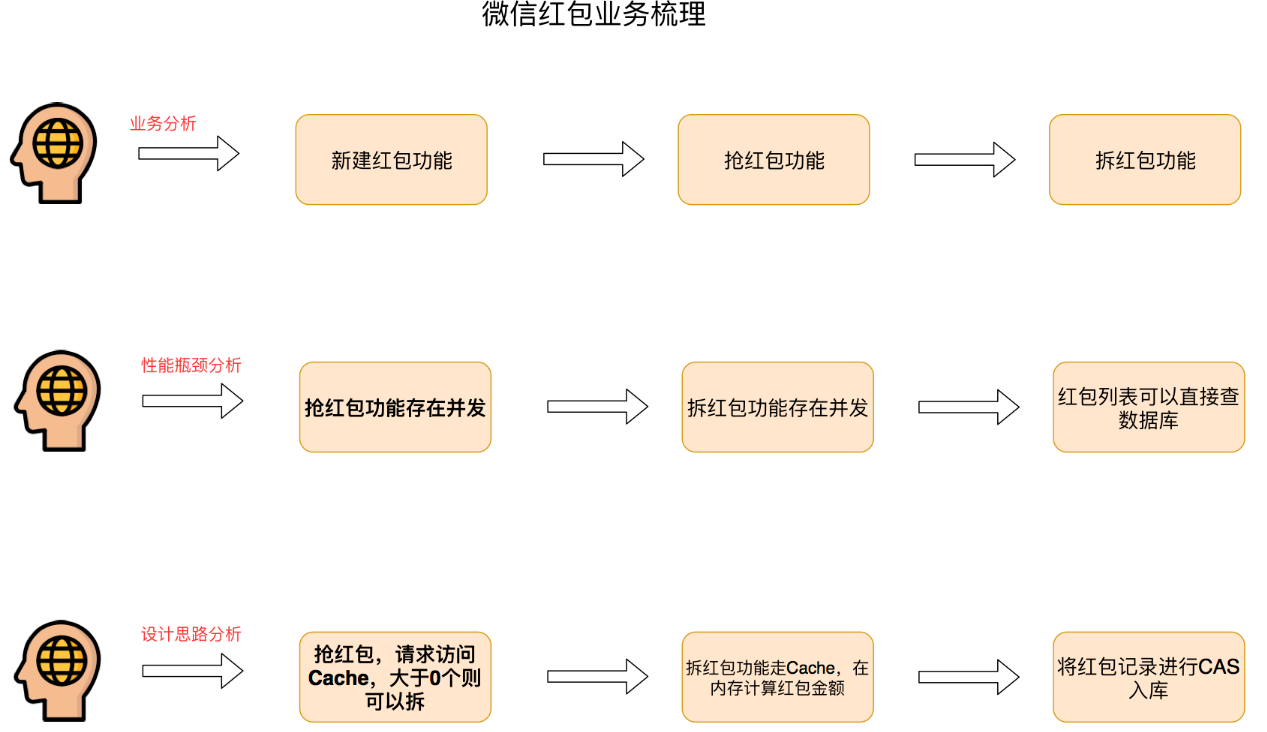 微信红包业务梳理
业务分析
新建红包功能
抢红包功能
拆红包功能
性能瓶颈分析
抢红包功能存在并发
拆红包功能存在并发
红包列表可以直接查
数据库
设计思路分析
抢红包，请求访问
Cache，大于0个则
可以拆
拆红包功能走Cache，在
内存计算红包金额
将红包记录进行CAS
入库